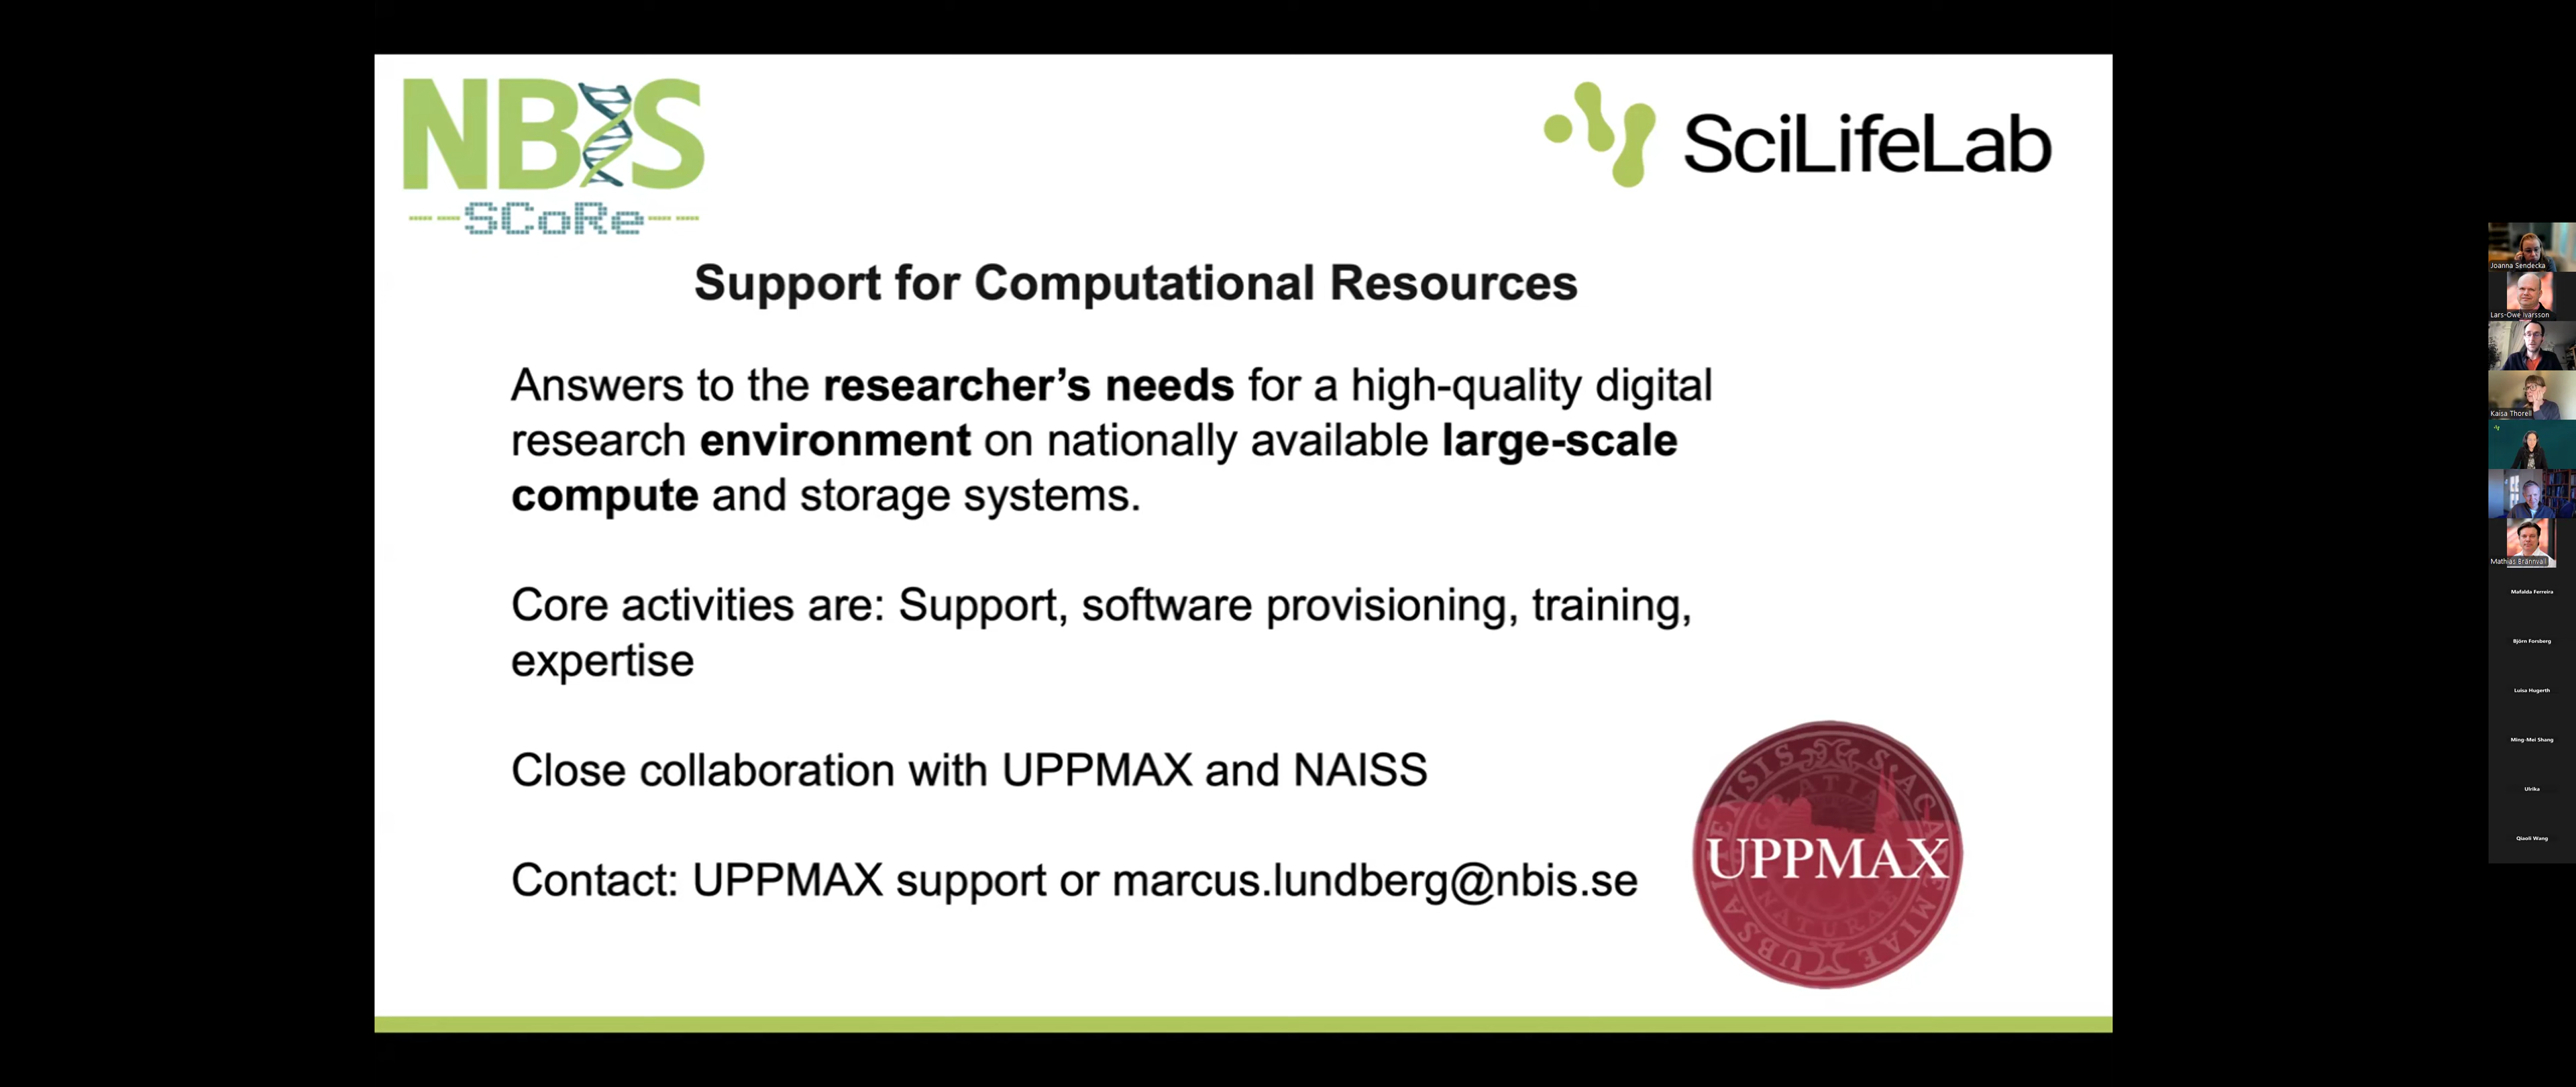 NBIS
SciLifeLab
--SCoRe--
Support for Computational Resources
Answers to the researcher’s needs for a high-quality digital
research environment on nationally available large-scale
compute and storage systems.
Core activities are: Support, software provisioning, training,
expertise
Close collaboration with UPPMAX and NAISS
Contact: UPPMAX support or marcus.lundberg@nbis.se
UPPMAX
Joanna Sendecka
Lars-Owe Ivarsson
Kaisa Thorell
Mathias Brännvall
Mafalda Ferreira
Björn Forsberg
Luisa Hugerth
Ming-Mei Shang
Ulrika
Qiaoli Wang